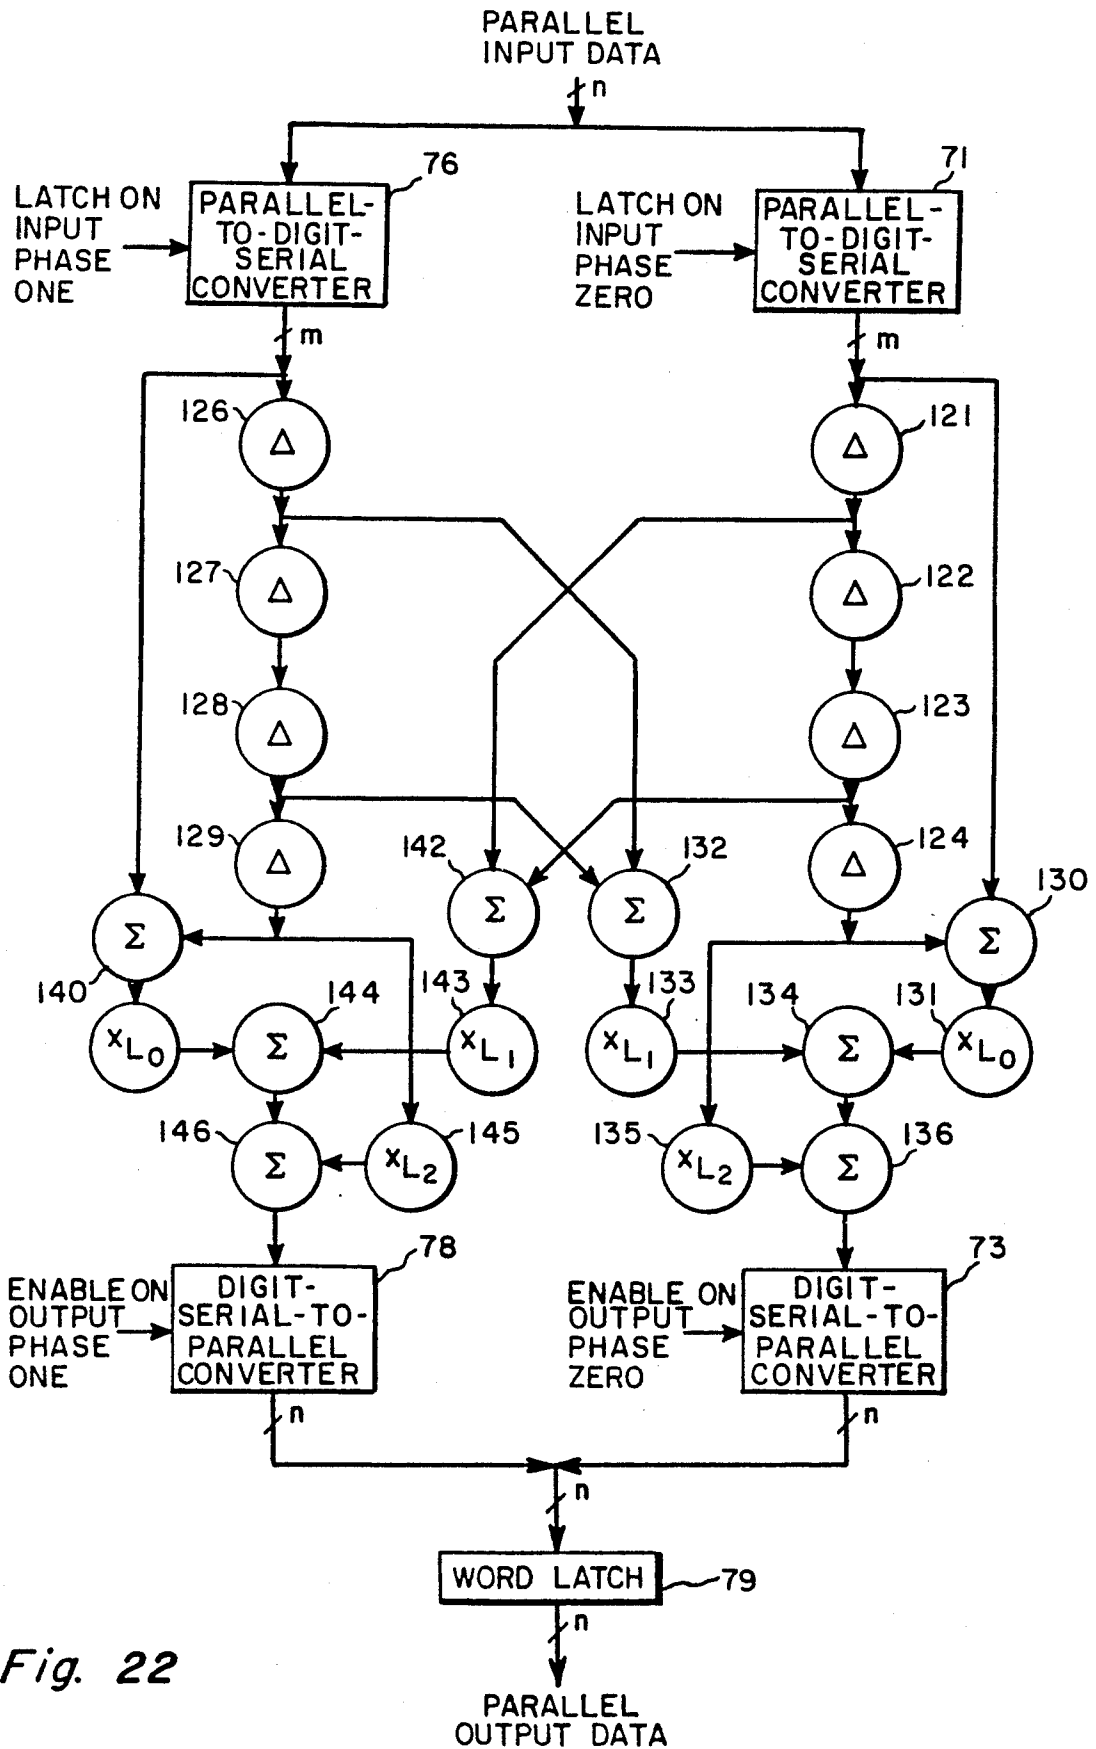 PARALLEL
INPUT DATA
n
76
71
LATCH ON
INPUT
PHASE
ONE
PARALLEL-
TO-DIGIT-
SERIAL
CONVERTER
LATCH ON
INPUT
PHASE
ZERO
PARALLEL-
TO-DIGIT-
SERIAL
CONVERTER
m
m
126
Δ
121
Δ
127
Δ
122
Δ
128
Δ
123
Δ
129
Δ
142
Σ
132
Σ
124
Δ
130
Σ
140
Σ
144
Σ
143
xL1
133
xL1
134
Σ
131
xL0
xL0
146
Σ
145
xL2
135
xL2
136
Σ
78
73
ENABLE ON
OUTPUT
PHASE
ONE
DIGIT-
SERIAL-TO-
PARALLEL
CONVERTER
ENABLE ON
OUTPUT
PHASE
ZERO
DIGIT-
SERIAL-TO-
PARALLEL
CONVERTER
n
n
n
WORD LATCH
79
n
Fig. 22
PARALLEL
OUTPUT DATA